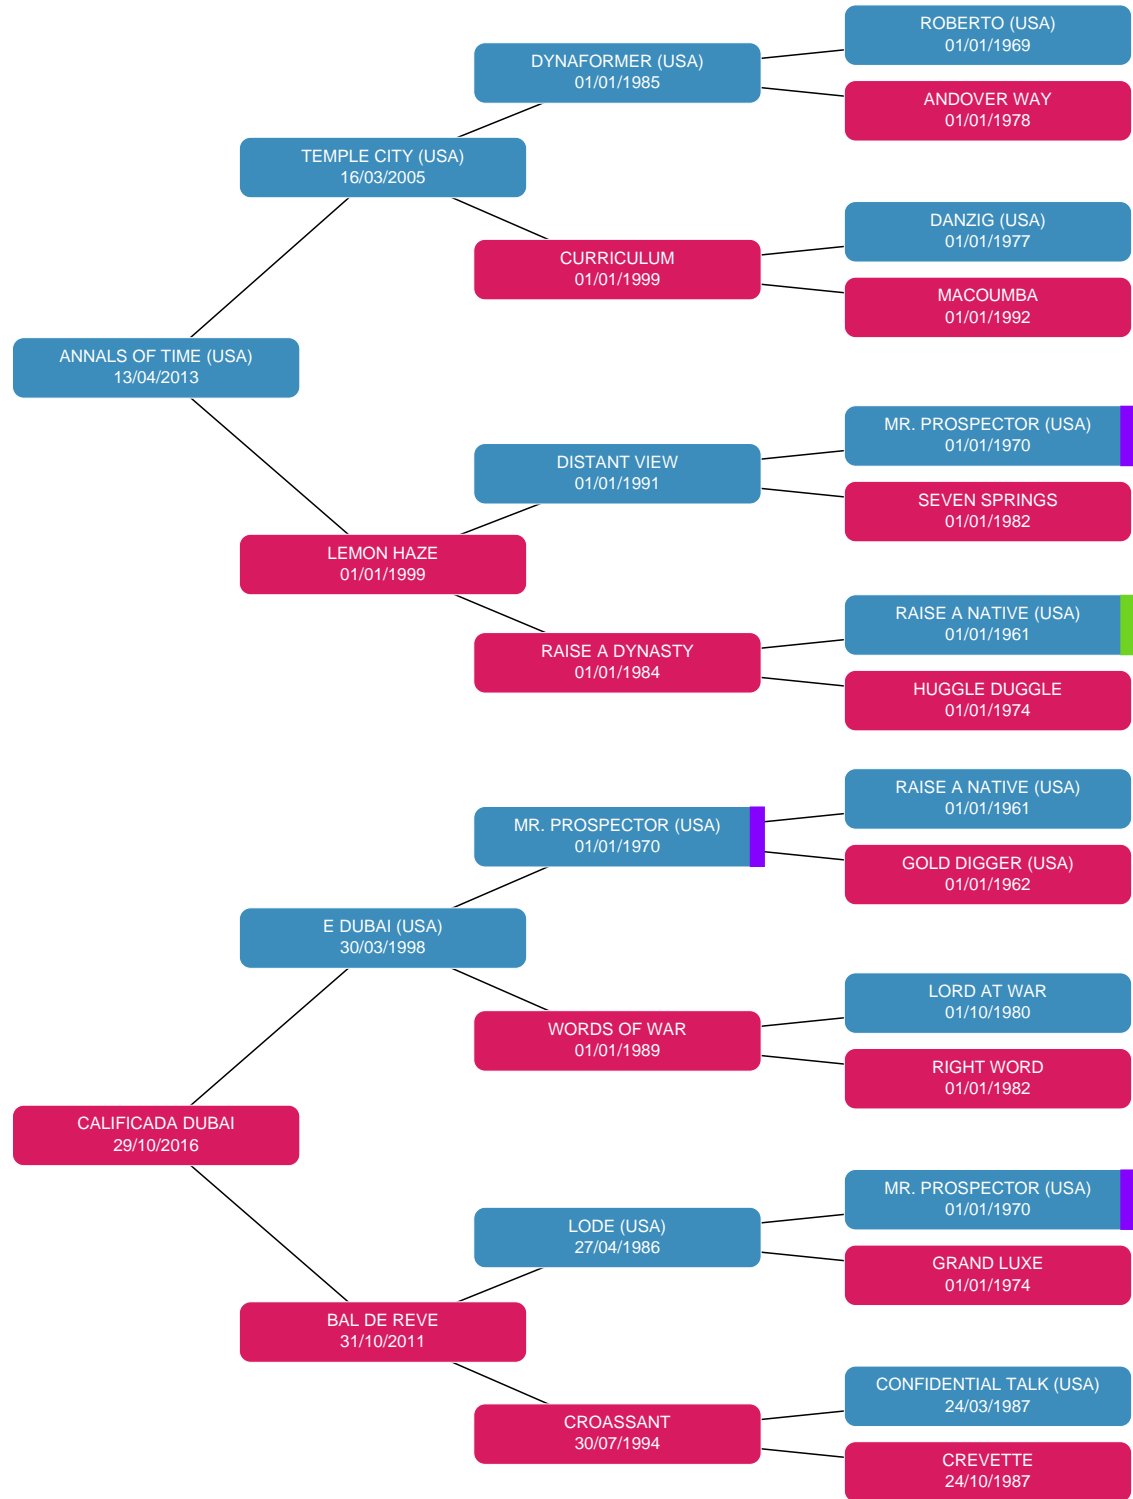 ROBERTO (USA)
01/01/1969
DYNAFORMER (USA)
01/01/1985
ANDOVER WAY
01/01/1978
TEMPLE CITY (USA)
16/03/2005
DANZIG (USA)
01/01/1977
CURRICULUM
01/01/1999
MACOUMBA
01/01/1992
ANNALS OF TIME (USA)
13/04/2013
MR. PROSPECTOR (USA)
01/01/1970
DISTANT VIEW
01/01/1991
SEVEN SPRINGS
01/01/1982
LEMON HAZE
01/01/1999
RAISE A NATIVE (USA)
01/01/1961
RAISE A DYNASTY
01/01/1984
HUGGLE DUGGLE
01/01/1974
RAISE A NATIVE (USA)
01/01/1961
MR. PROSPECTOR (USA)
01/01/1970
GOLD DIGGER (USA)
01/01/1962
E DUBAI (USA)
30/03/1998
LORD AT WAR
01/10/1980
WORDS OF WAR
01/01/1989
RIGHT WORD
01/01/1982
CALIFICADA DUBAI
29/10/2016
MR. PROSPECTOR (USA)
01/01/1970
LODE (USA)
27/04/1986
GRAND LUXE
01/01/1974
BAL DE REVE
31/10/2011
CONFIDENTIAL TALK (USA)
24/03/1987
CROASSANT
30/07/1994
CREVETTE
24/10/1987